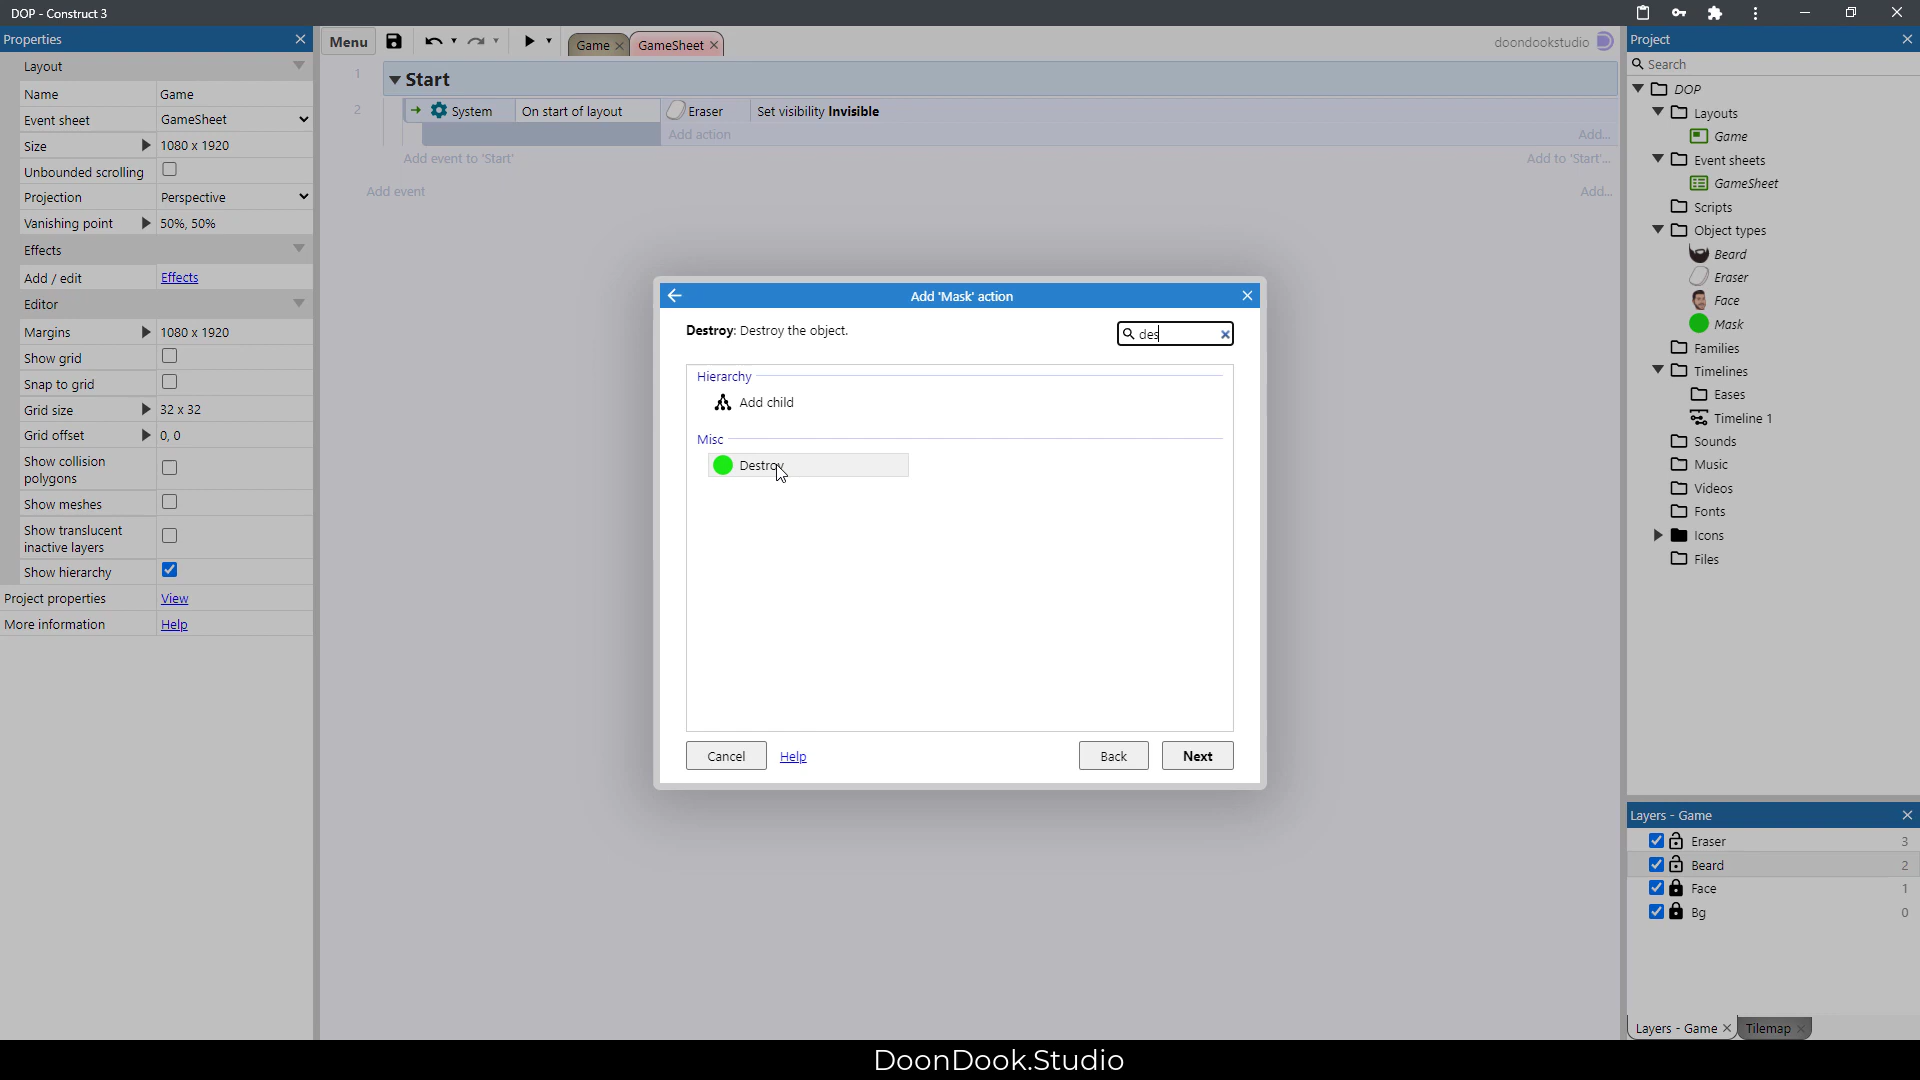 DOP - Construct 3
Properties
Layout
Name Game
Event sheet GameSheet
Size 1080 x 1920
Unbounded scrolling
Projection Perspective
Vanishing point 50%, 50%
Effects
Add / edit Effects
Editor
Margins 1080 x 1920
Show grid
Snap to grid
Grid size 32 x 32
Grid offset 0, 0
Show collision
polygons
Show meshes
Show translucent
inactive layers
Show hierarchy
Project properties View
More information Help
Menu
Game
GameSheet
doondookstudio
1
Start
2
System On start of layout Eraser Set visibility Invisible
Add action Add...
Add event to 'Start' Add to 'Start'...
Add event Add...
Add 'Mask' action
Destroy: Destroy the object.
des
Hierarchy
Add child
Misc
Destroy
Cancel Help Back Next
Project
Search
DOP
Layouts
Game
Event sheets
GameSheet
Scripts
Object types
Beard
Eraser
Face
Mask
Families
Timelines
Eases
Timeline 1
Sounds
Music
Videos
Fonts
Icons
Files
Layers - Game
Eraser 3
Beard 2
Face 1
Bg 0
Layers - Game Tilemap
DoonDook.Studio